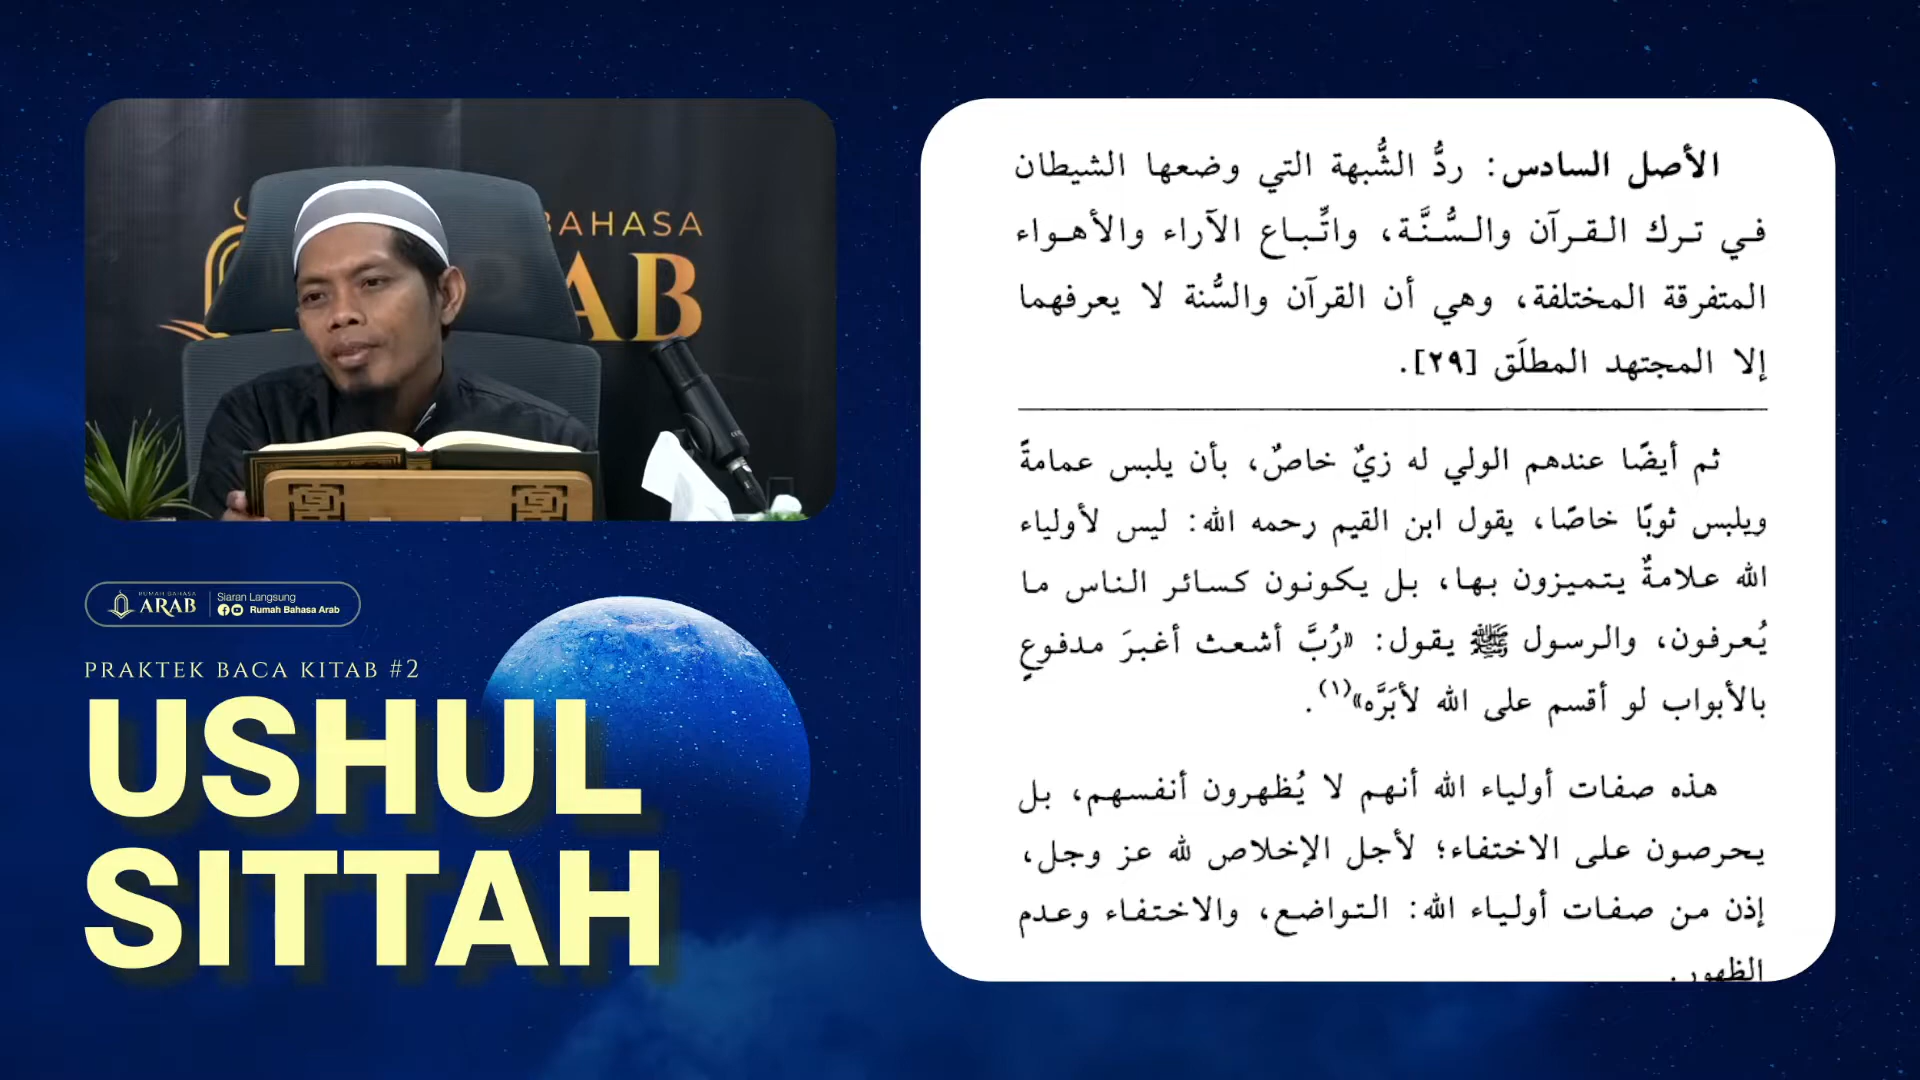 BAHASA
AB
RUMAH BAHASA
ARAB
Siaran Langsung
Rumah Bahasa Arab
PRAKTEK BACA KITAB #2
USHUL
SITTAH
الأصل السادس: ردُّ الشُّبهة التي وضعها الشيطان
في ترك القرآن والسُّنَّة، واتِّباع الآراء والأهواء
المتفرقة المختلفة، وهي أن القرآن والسُّنة لا يعرفهما
إلا المجتهد المطلَق [٢٩].
ثم أيضًا عندهم الولي له زيٌ خاصٌ، بأن يلبس عمامةً
ويلبس ثوبًا خاصًا، يقول ابن القيم رحمه الله: ليس لأولياء
الله علامةٌ يتميزون بها، بل يكونون كسائر الناس ما
يُعرفون، والرسول ﷺ يقول: «رُبَّ أشعث أغبرَ مدفوعٍ
بالأبواب لو أقسم على الله لأبَرَّه»(١).
هذه صفات أولياء الله أنهم لا يُظهرون أنفسهم، بل
يحرصون على الاختفاء؛ لأجل الإخلاص لله عز وجل،
إذن من صفات أولياء الله: التواضع، والاختفاء وعدم
الظهور.